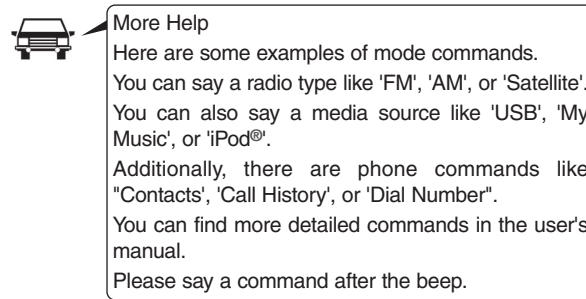 More Help
Here are some examples of mode commands.
You can say a radio type like 'FM', 'AM', or 'Satellite'.
You can also say a media source like 'USB', 'My
Music', or 'iPod®'.
Additionally, there are phone commands like
"Contacts', 'Call History', or 'Dial Number".
You can find more detailed commands in the user's
manual.
Please say a command after the beep.